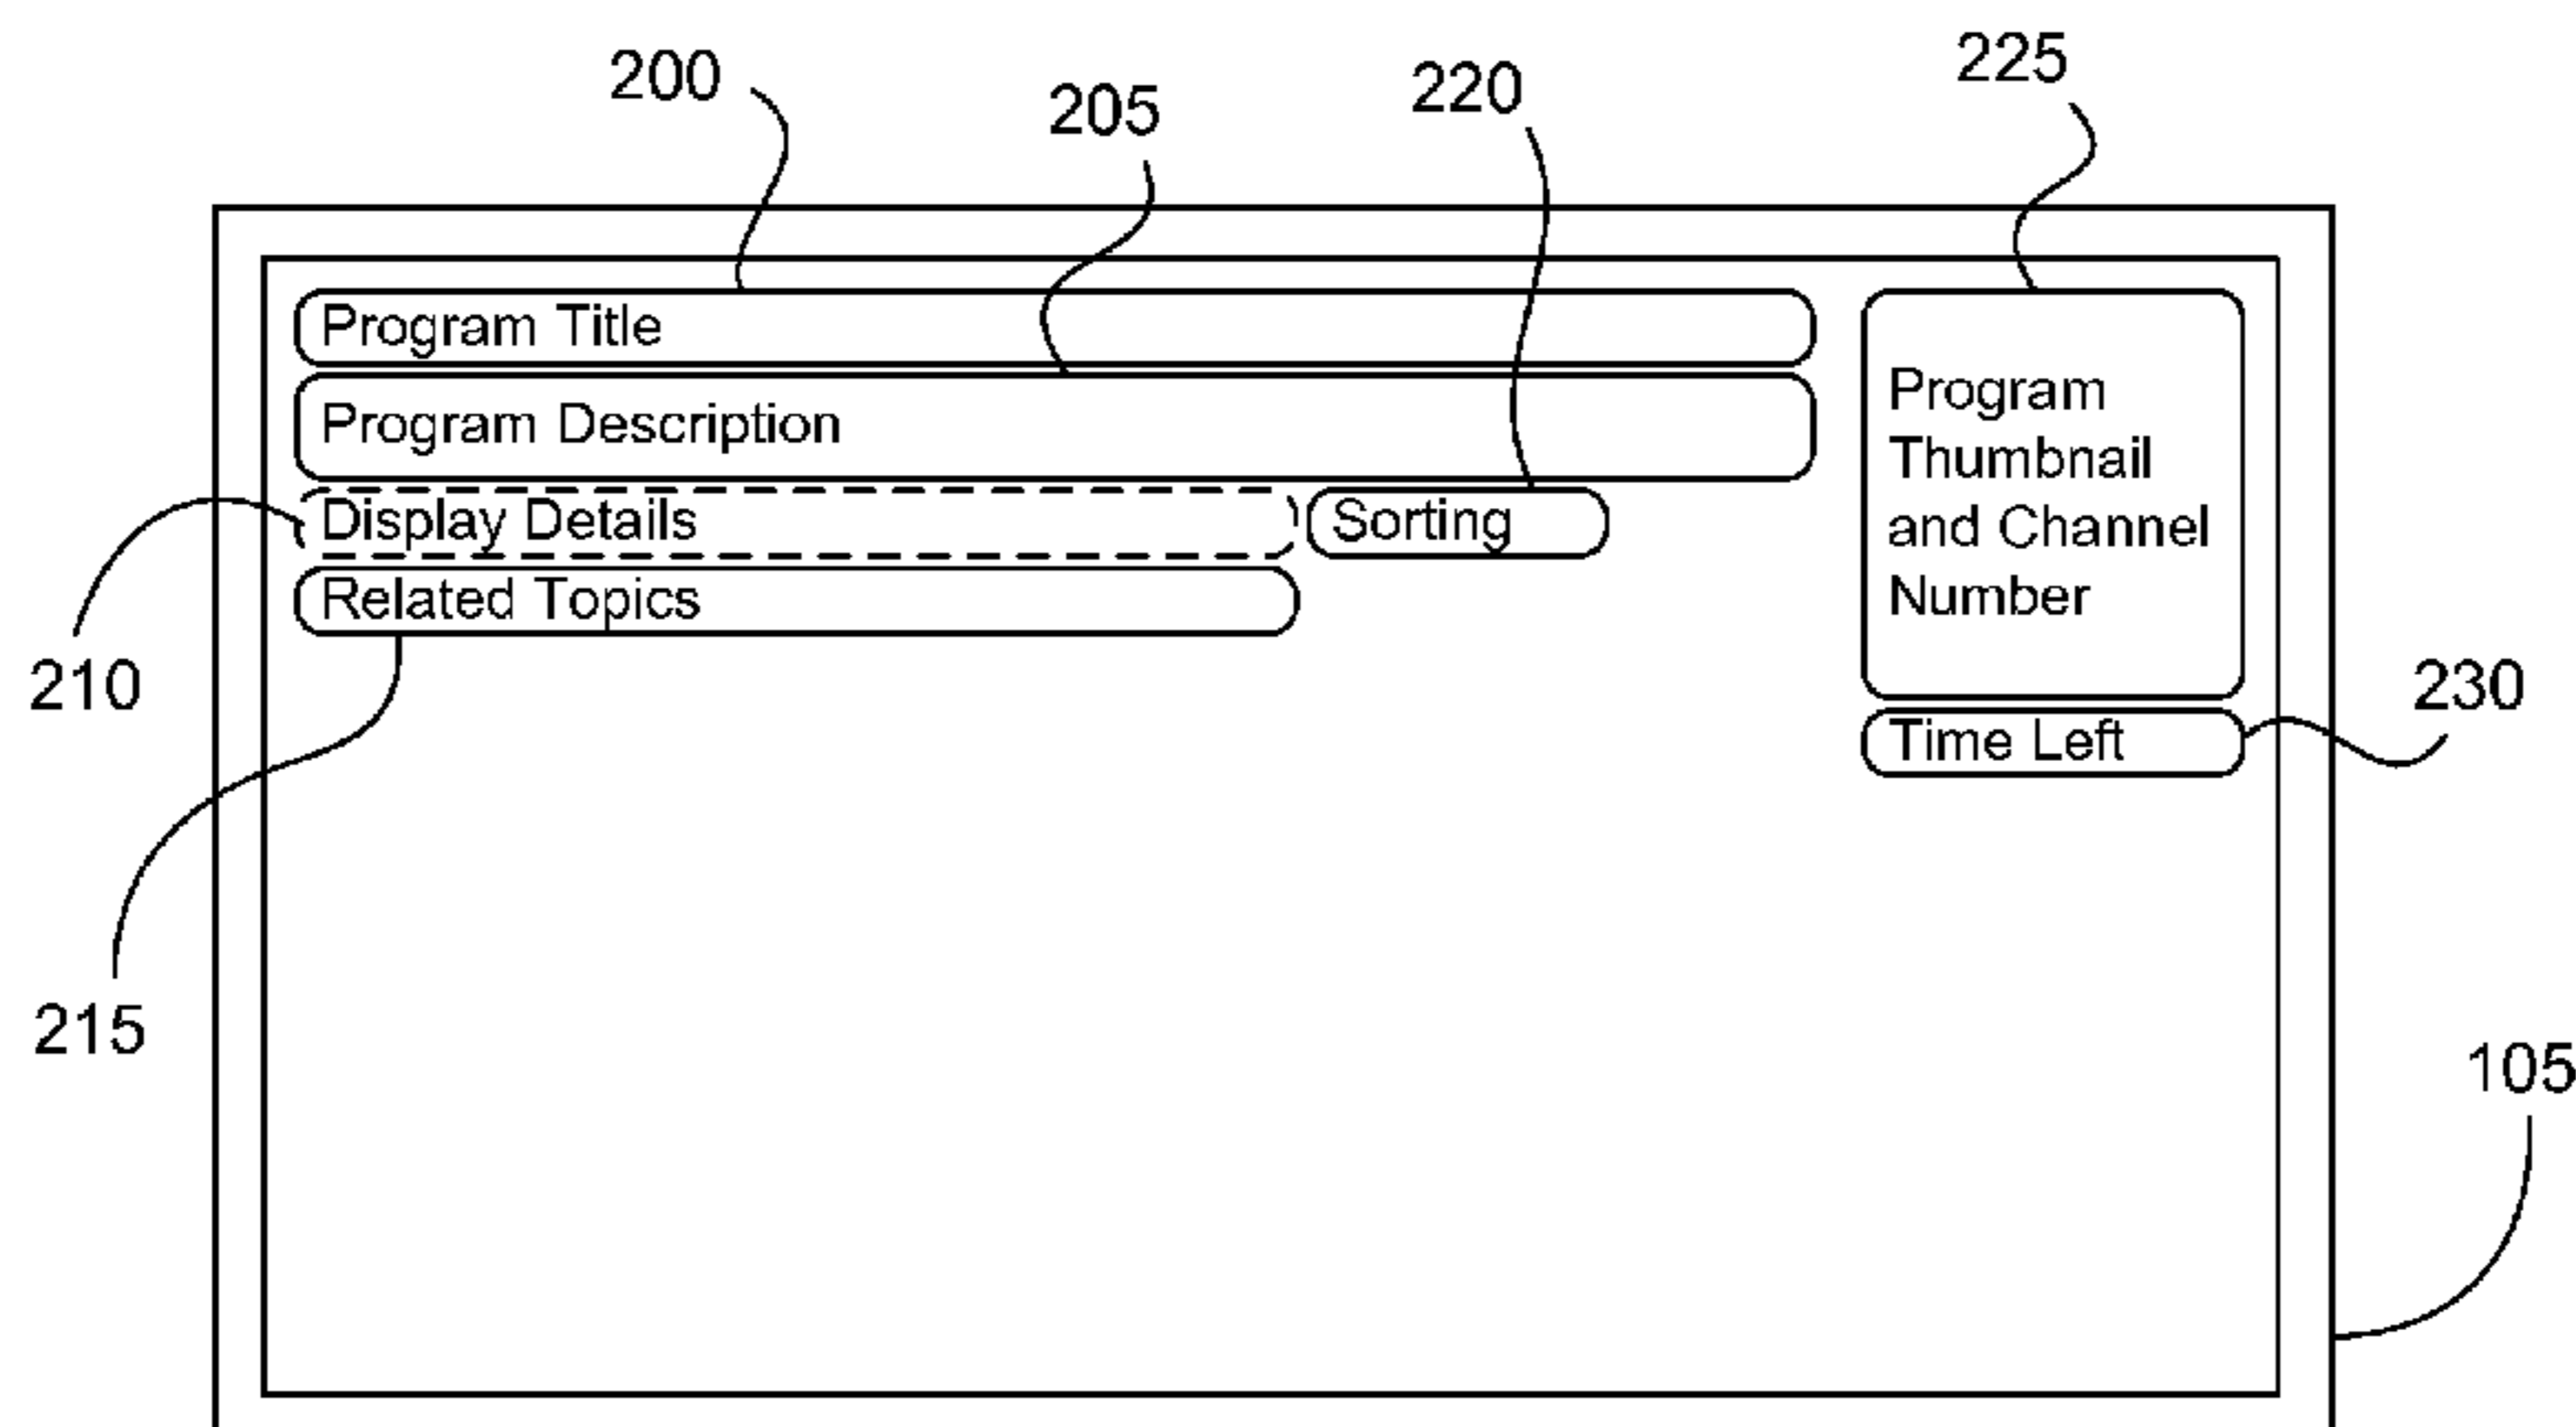 200
205
220
225
Program Title
Program Description
Display Details
Sorting
Related Topics
Program
Thumbnail
and Channel
Number
Time Left
210
230
215
105